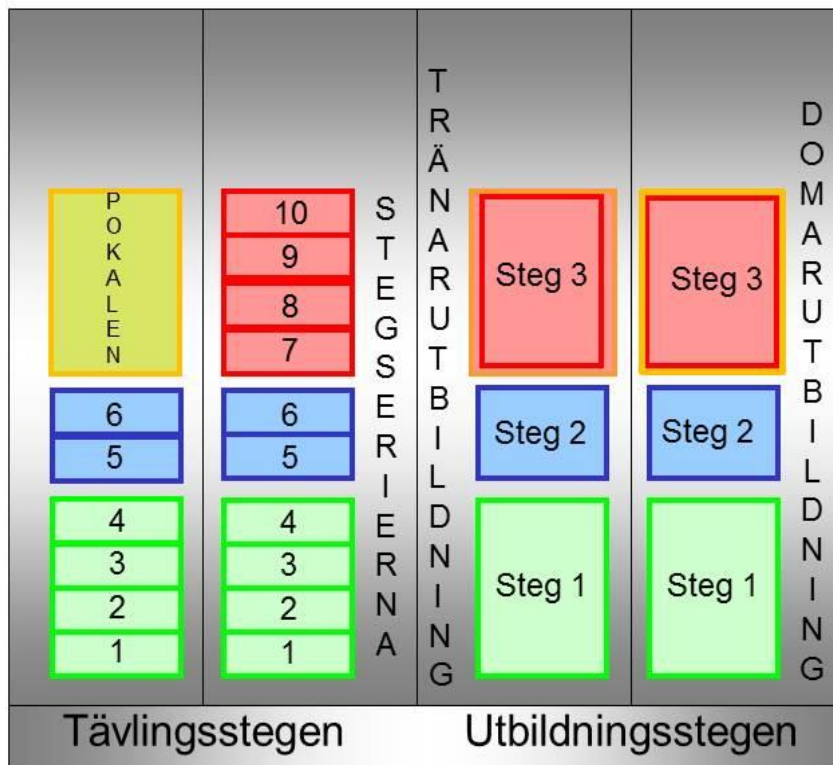 POKALEN
6
5
4
3
2
1
10
9
8
7
6
5
4
3
2
1
STEGSERIERNA
TRÄNARUTBILDNING
Steg 3
Steg 2
Steg 1
Steg 3
Steg 2
Steg 1
DOMARUTBILDNING
Tävlingsstegen
Utbildningsstegen